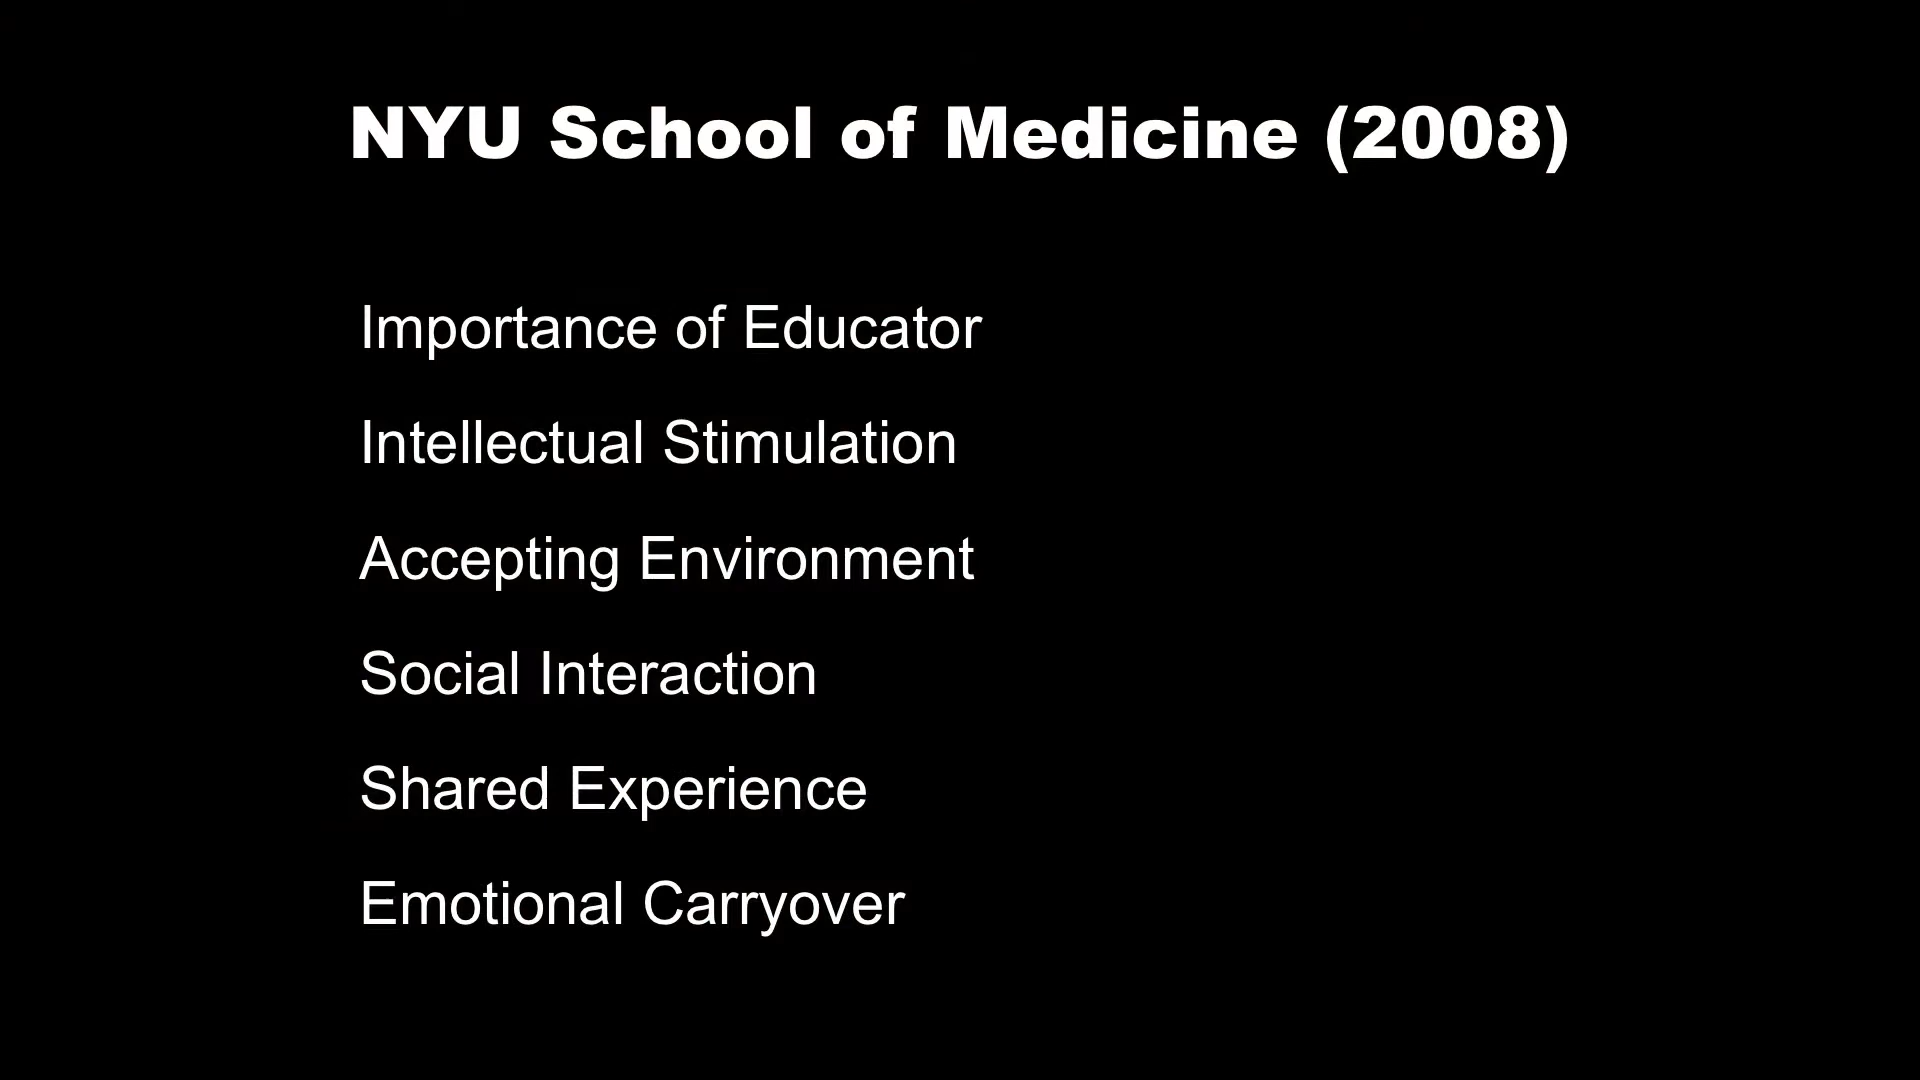 NYU School of Medicine (2008)
Importance of Educator
Intellectual Stimulation
Accepting Environment
Social Interaction
Shared Experience
Emotional Carryover